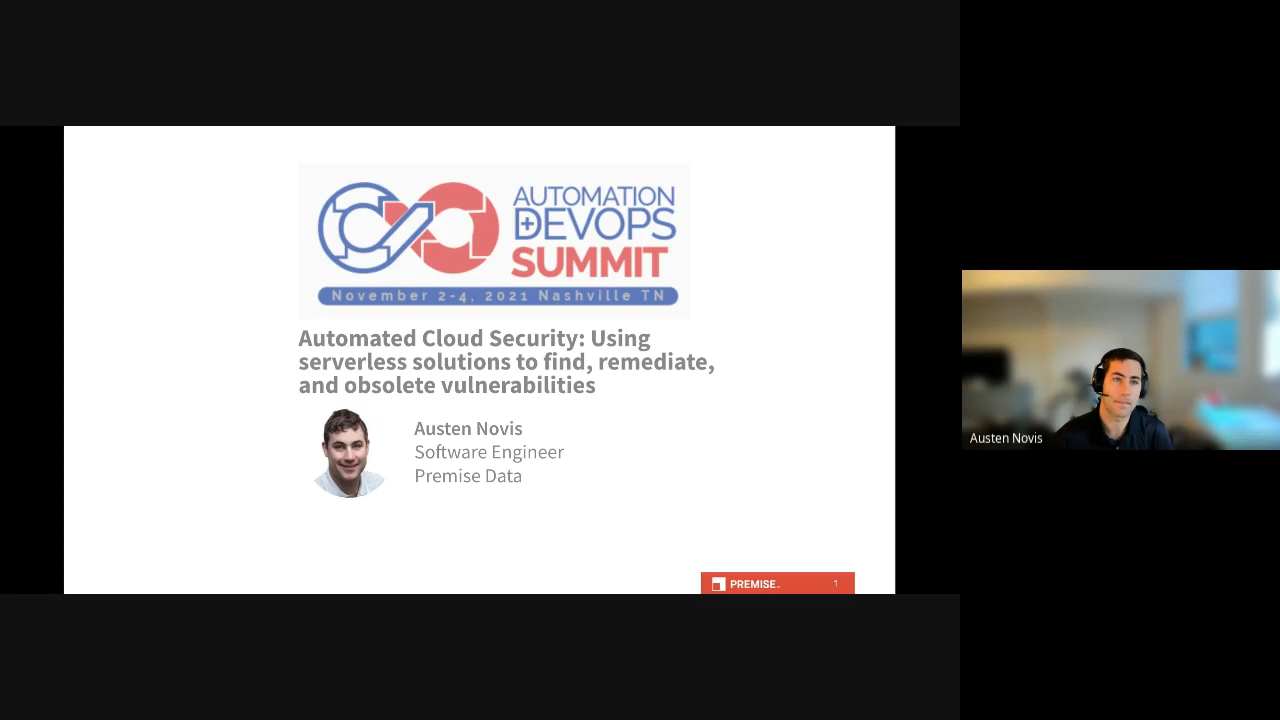 AUTOMATION
+DEVOPS
SUMMIT
November 2-4, 2021 Nashville TN
Automated Cloud Security: Using
serverless solutions to find, remediate,
and obsolete vulnerabilities
Austen Novis
Software Engineer
Premise Data
PREMISE 1
Austen Novis